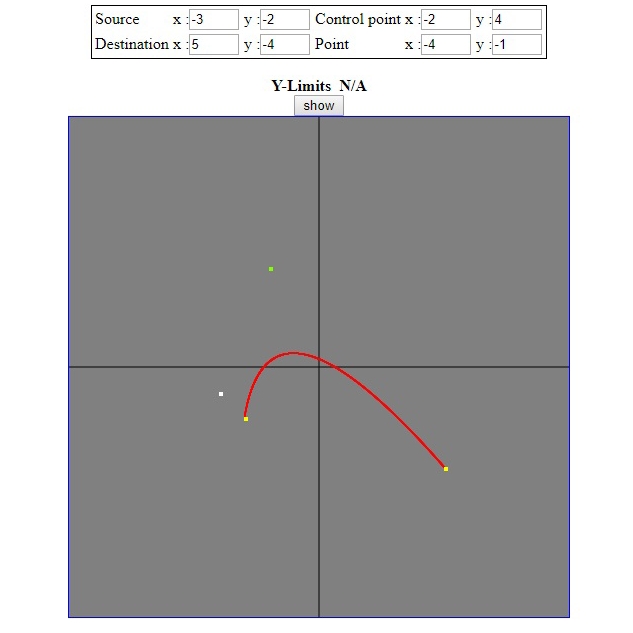 Source x : -3 y : -2 Control point x : -2 y : 4
Destination x : 5 y : -4 Point x : -4 y : -1
Y-Limits N/A
show